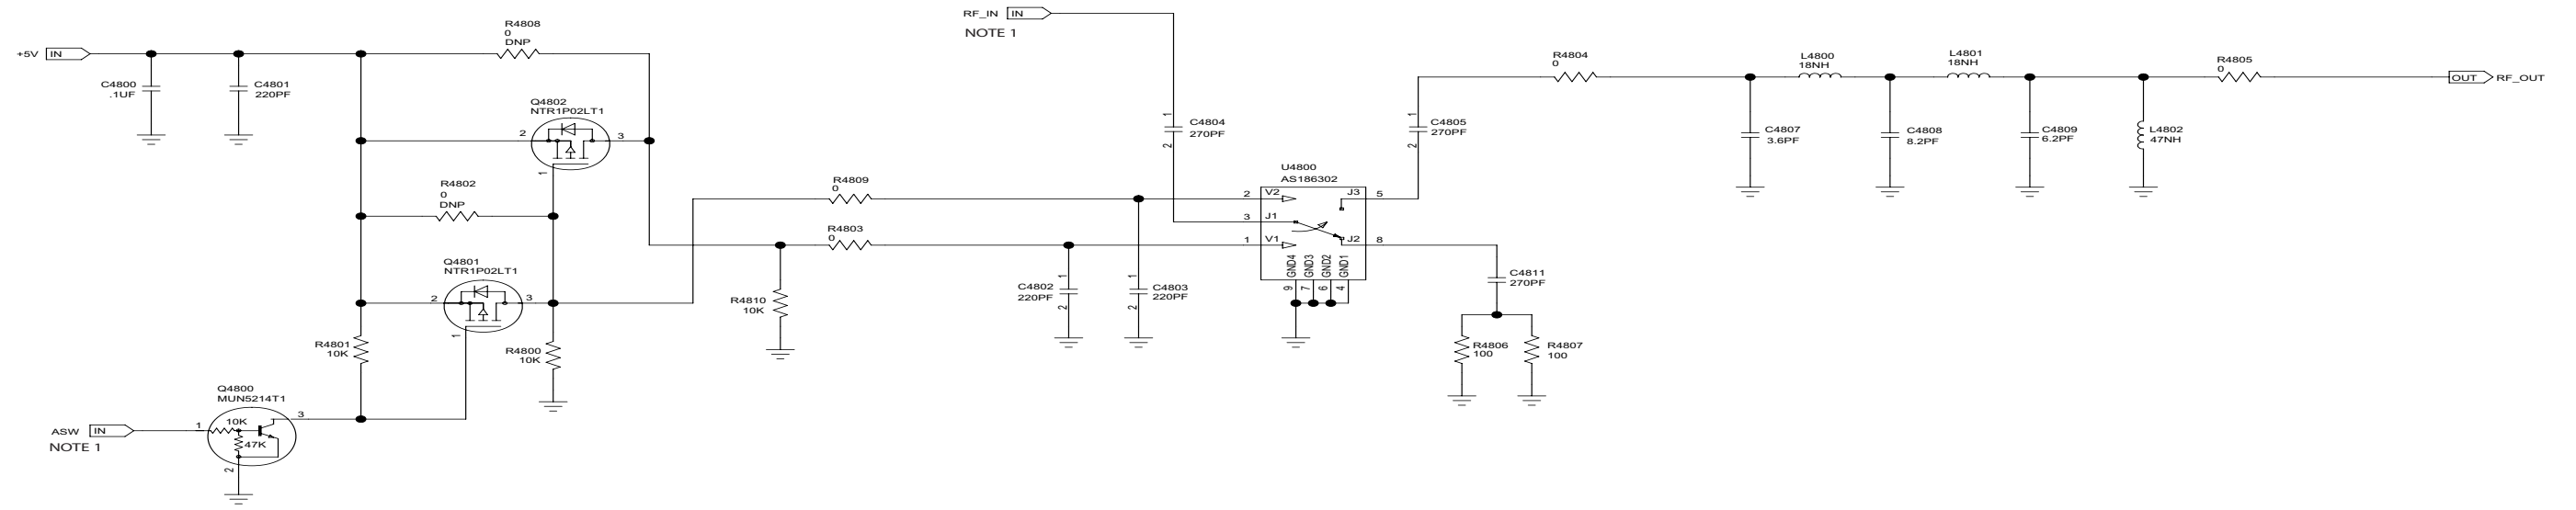 +5V IN
C4800
.1UF
C4801
220PF
R4808
0
DNP
Q4802
NTR1P02LT1
2
3
1
R4802
0
DNP
Q4801
NTR1P02LT1
2
3
1
R4801
10K
R4800
10K
Q4800
MUN5214T1
ASW IN
NOTE 1
1
10K
47K
3
2
R4809
0
R4803
0
R4810
10K
RF_IN IN
NOTE 1
1
C4804
270PF
2
C4802
220PF
1
2
C4803
220PF
1
2
U4800
AS186302
2 V2
3 J1
1 V1
J3 5
J2 8
GND4
GND3
GND2
GND1
9
7
6
4
1
C4805
270PF
2
C4811
270PF
R4806
100
R4807
100
R4804
0
C4807
3.6PF
L4800
18NH
C4808
8.2PF
L4801
18NH
C4809
6.2PF
L4802
47NH
R4805
0
OUT RF_OUT